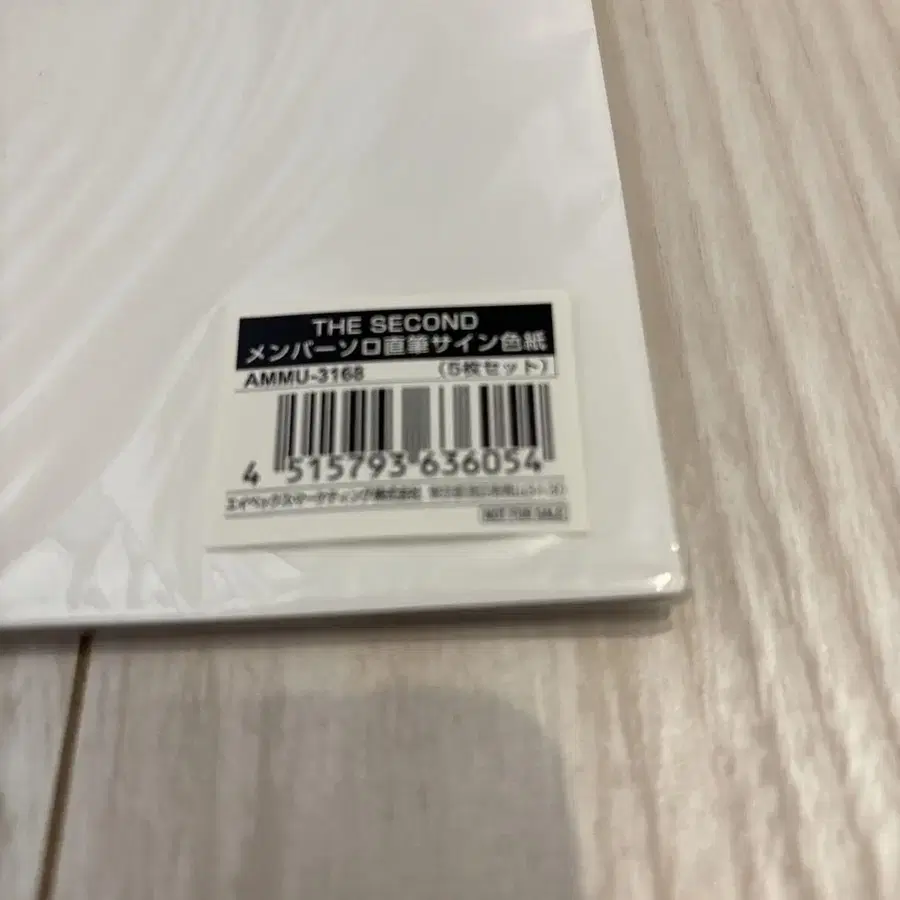 THE SECOND
メンバーソロ直筆サイン色紙
AMMU-3168 (5枚セット)
4 515793 636054
エイベックス・マーケティング株式会社
NOT FOR SALE